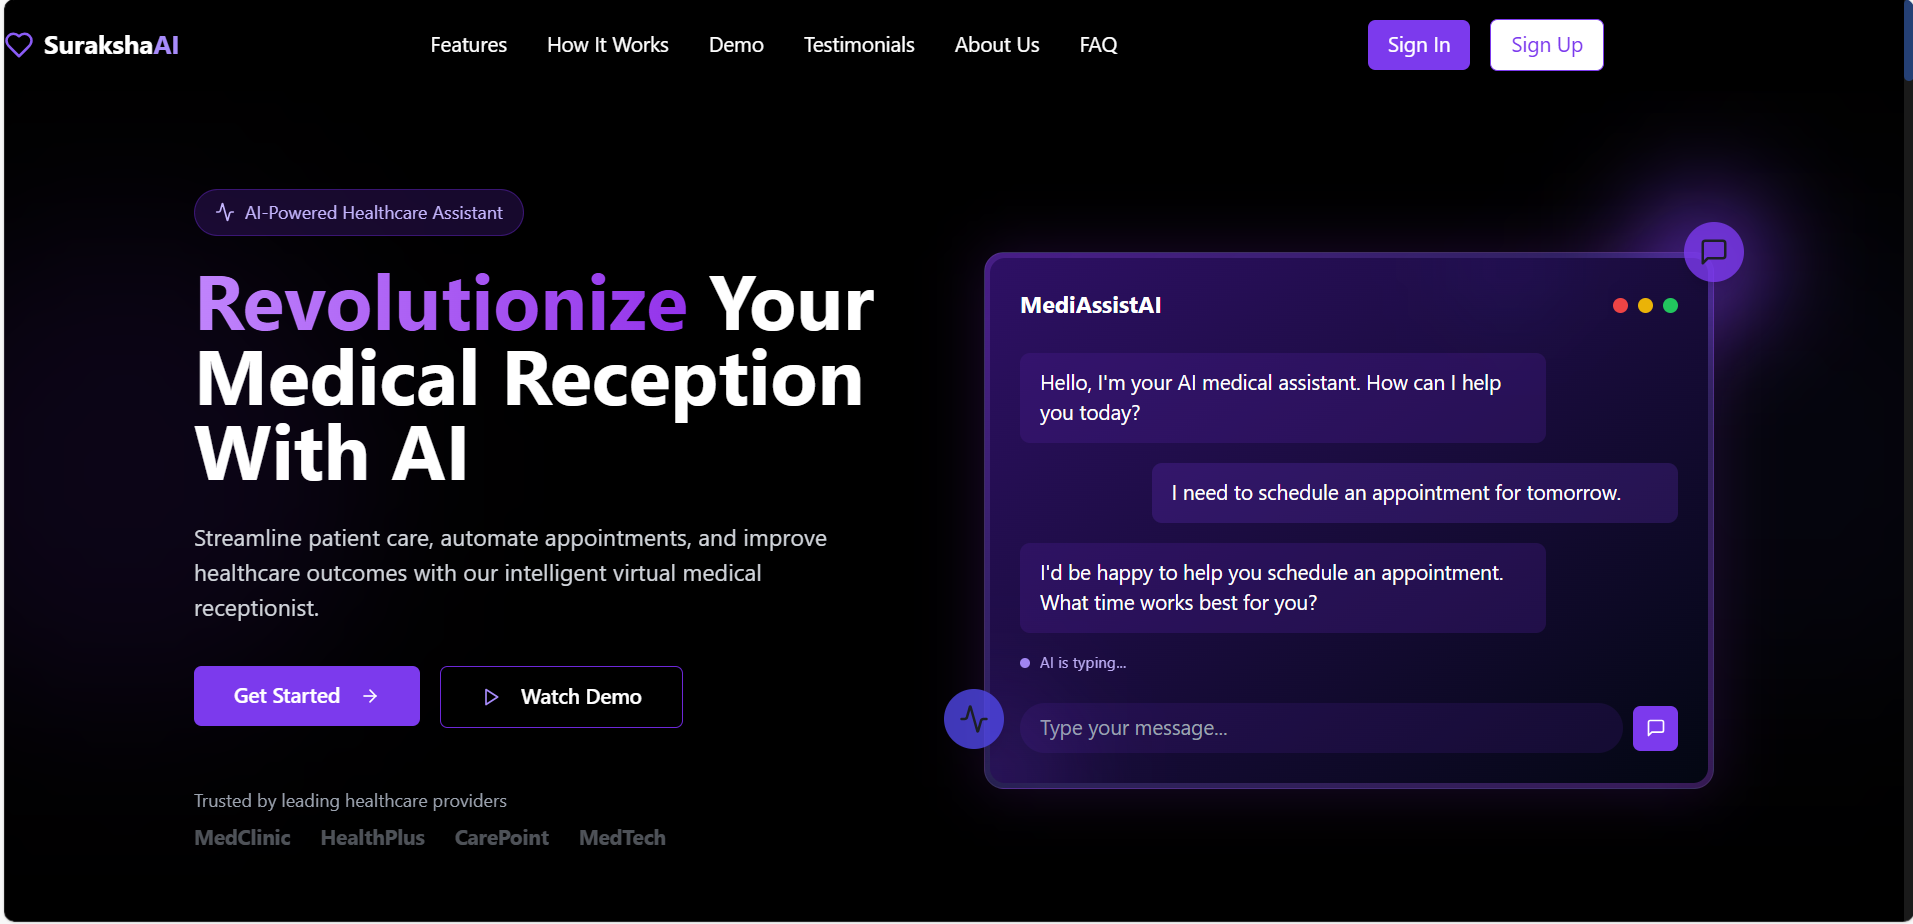 SurakshaAI
Features
How It Works
Demo
Testimonials
About Us
FAQ
Sign In
Sign Up
AI-Powered Healthcare Assistant
Revolutionize Your
Medical Reception
With AI
Streamline patient care, automate appointments, and improve
healthcare outcomes with our intelligent virtual medical
receptionist.
Get Started
Watch Demo
Trusted by leading healthcare providers
MedClinic
HealthPlus
CarePoint
MedTech
MediAssistAI
Hello, I'm your AI medical assistant. How can I help
you today?
I need to schedule an appointment for tomorrow.
I'd be happy to help you schedule an appointment.
What time works best for you?
AI is typing...
Type your message...